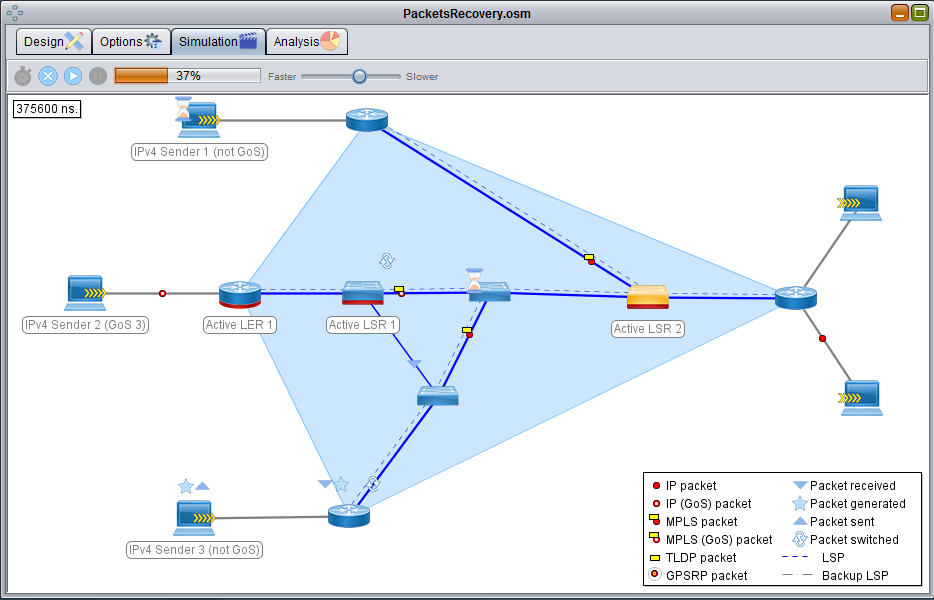 PacketsRecovery.osm
Design
Options
Simulation
Analysis
37%
Faster
Slower
375600 ns.
IPv4 Sender 1 (not GoS)
IPv4 Sender 2 (GoS 3)
Active LER 1
Active LSR 1
Active LSR 2
IPv4 Sender 3 (not GoS)
IP packet
Packet received
IP (GoS) packet
Packet generated
MPLS packet
Packet sent
MPLS (GoS) packet
Packet switched
TLDP packet
LSP
GPSRP packet
Backup LSP